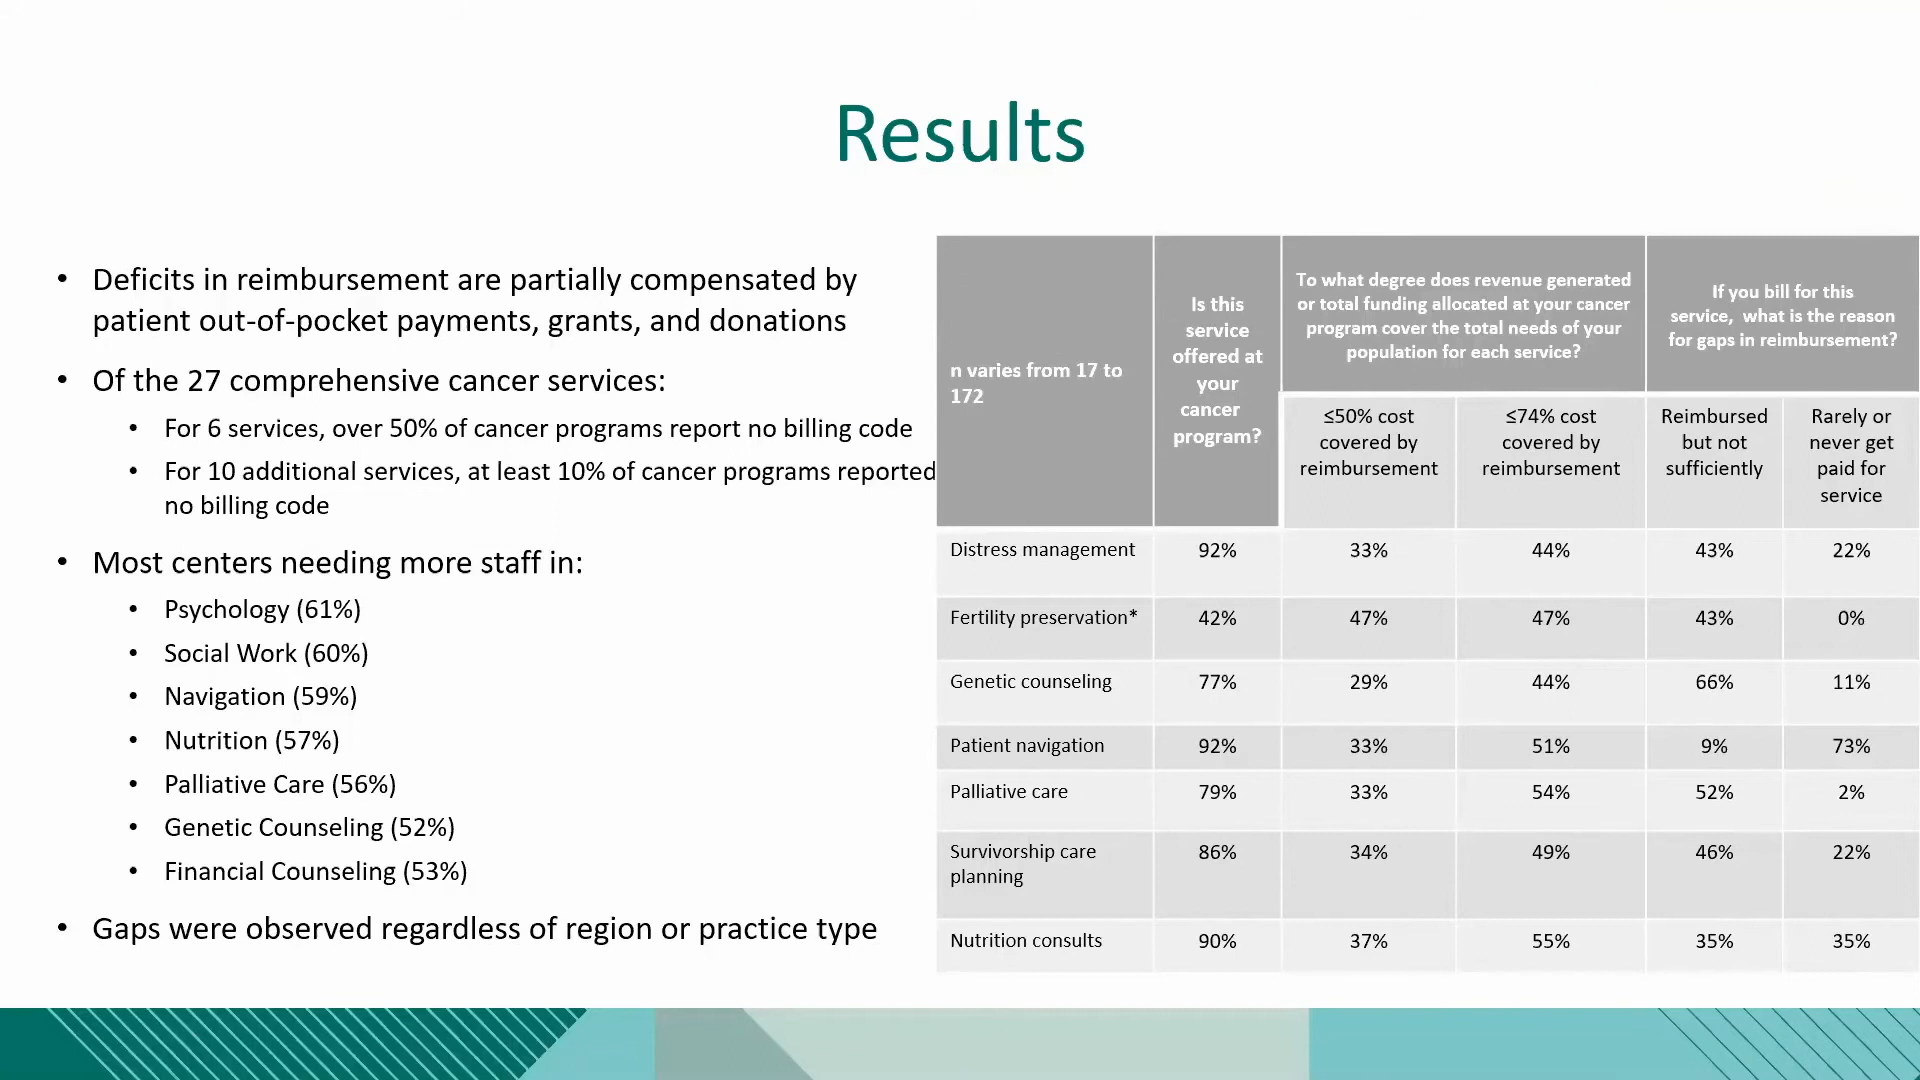 Results
• Deficits in reimbursement are partially compensated by
patient out-of-pocket payments, grants, and donations
• Of the 27 comprehensive cancer services:
• For 6 services, over 50% of cancer programs report no billing code
• For 10 additional services, at least 10% of cancer programs reported
no billing code
• Most centers needing more staff in:
• Psychology (61%)
• Social Work (60%)
• Navigation (59%)
• Nutrition (57%)
• Palliative Care (56%)
• Genetic Counseling (52%)
• Financial Counseling (53%)
• Gaps were observed regardless of region or practice type
n varies from 17 to
172
Is this
service
offered at
your
cancer
program?
To what degree does revenue generated
or total funding allocated at your cancer
program cover the total needs of your
population for each service?
If you bill for this
service, what is the reason
for gaps in reimbursement?
≤50% cost
covered by
reimbursement
≤74% cost
covered by
reimbursement
Reimbursed
but not
sufficiently
Rarely or
never get
paid for
service
Distress management 92% 33% 44% 43% 22%
Fertility preservation* 42% 47% 47% 43% 0%
Genetic counseling 77% 29% 44% 66% 11%
Patient navigation 92% 33% 51% 9% 73%
Palliative care 79% 33% 54% 52% 2%
Survivorship care 86% 34% 49% 46% 22%
planning
Nutrition consults 90% 37% 55% 35% 35%